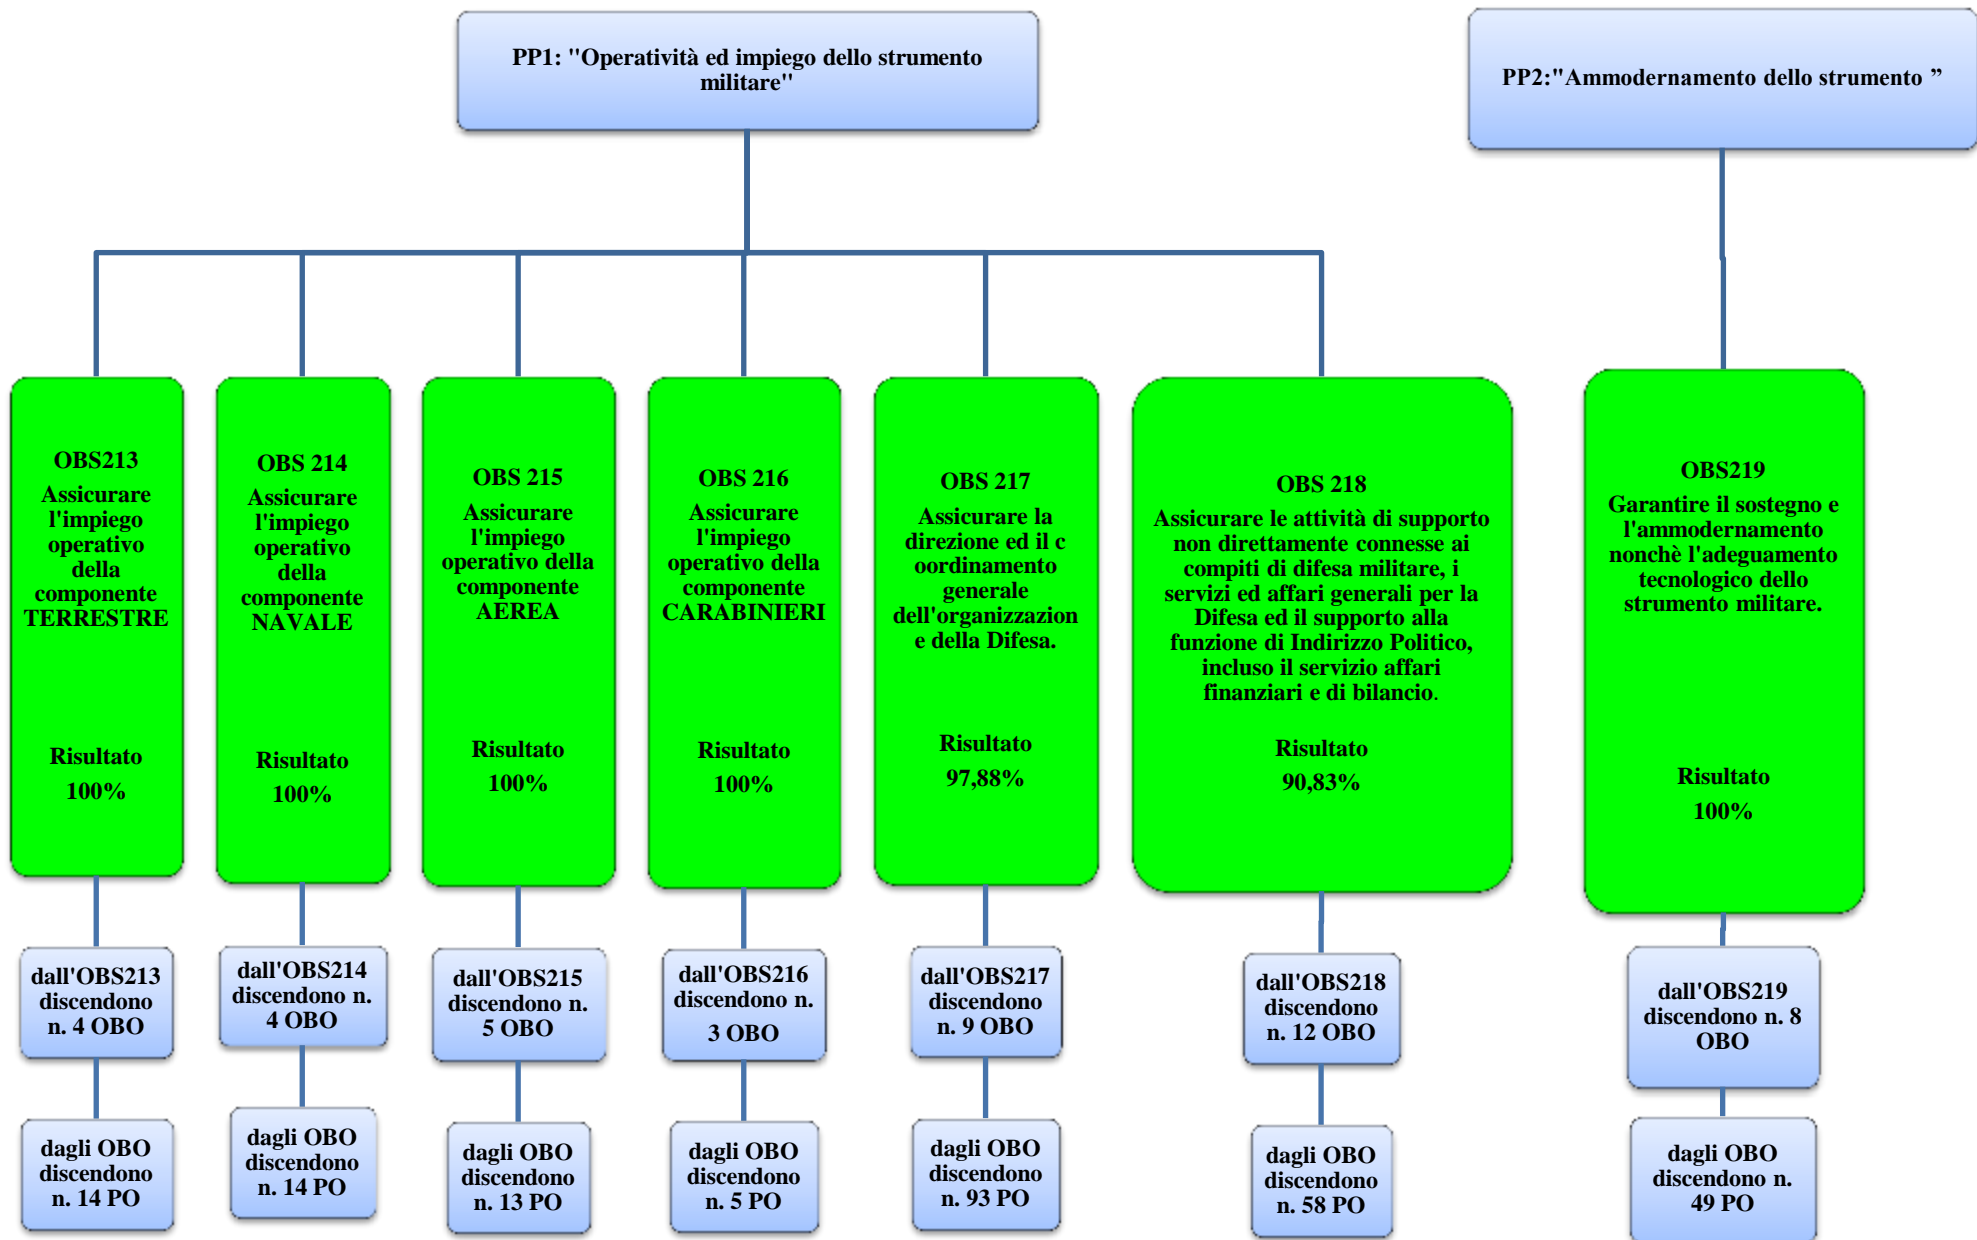 PP1: "Operatività ed impiego dello strumento
militare"
PP2:"Ammodernamento dello strumento ”
OBS213
Assicurare
l'impiego
operativo
della
componente
TERRESTRE
Risultato
100%
OBS 214
Assicurare
l'impiego
operativo
della
componente
NAVALE
Risultato
100%
OBS 215
Assicurare
l'impiego
operativo della
componente
AEREA
Risultato
100%
OBS 216
Assicurare
l'impiego
operativo della
componente
CARABINIERI
Risultato
100%
OBS 217
Assicurare la
direzione ed il c
oordinamento
generale
dell'organizzazion
e della Difesa.
Risultato
97,88%
OBS 218
Assicurare le attività di supporto
non direttamente connesse ai
compiti di difesa militare, i
servizi ed affari generali per la
Difesa ed il supporto alla
funzione di Indirizzo Politico,
incluso il servizio affari
finanziari e di bilancio.
Risultato
90,83%
OBS219
Garantire il sostegno e
l'ammodernamento
nonchè l'adeguamento
tecnologico dello
strumento militare.
Risultato
100%
dall'OBS213
discendono
n. 4 OBO
dall'OBS214
discendono n.
4 OBO
dall'OBS215
discendono n.
5 OBO
dall'OBS216
discendono n.
3 OBO
dall'OBS217
discendono
n. 9 OBO
dall'OBS218
discendono
n. 12 OBO
dall'OBS219
discendono n. 8
OBO
dagli OBO
discendono
n. 14 PO
dagli OBO
discendono
n. 14 PO
dagli OBO
discendono
n. 13 PO
dagli OBO
discendono
n. 5 PO
dagli OBO
discendono
n. 93 PO
dagli OBO
discendono
n. 58 PO
dagli OBO
discendono n.
49 PO